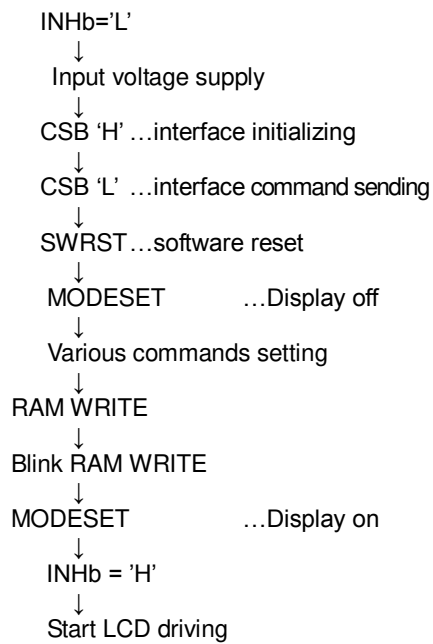 INHb='L'
↓
Input voltage supply
↓
CSB 'H' …interface initializing
↓
CSB 'L' …interface command sending
↓
SWRST…software reset
↓
MODESET …Display off
↓
Various commands setting
↓
RAM WRITE
↓
Blink RAM WRITE
↓
MODESET …Display on
↓
INHb = 'H'
↓
Start LCD driving